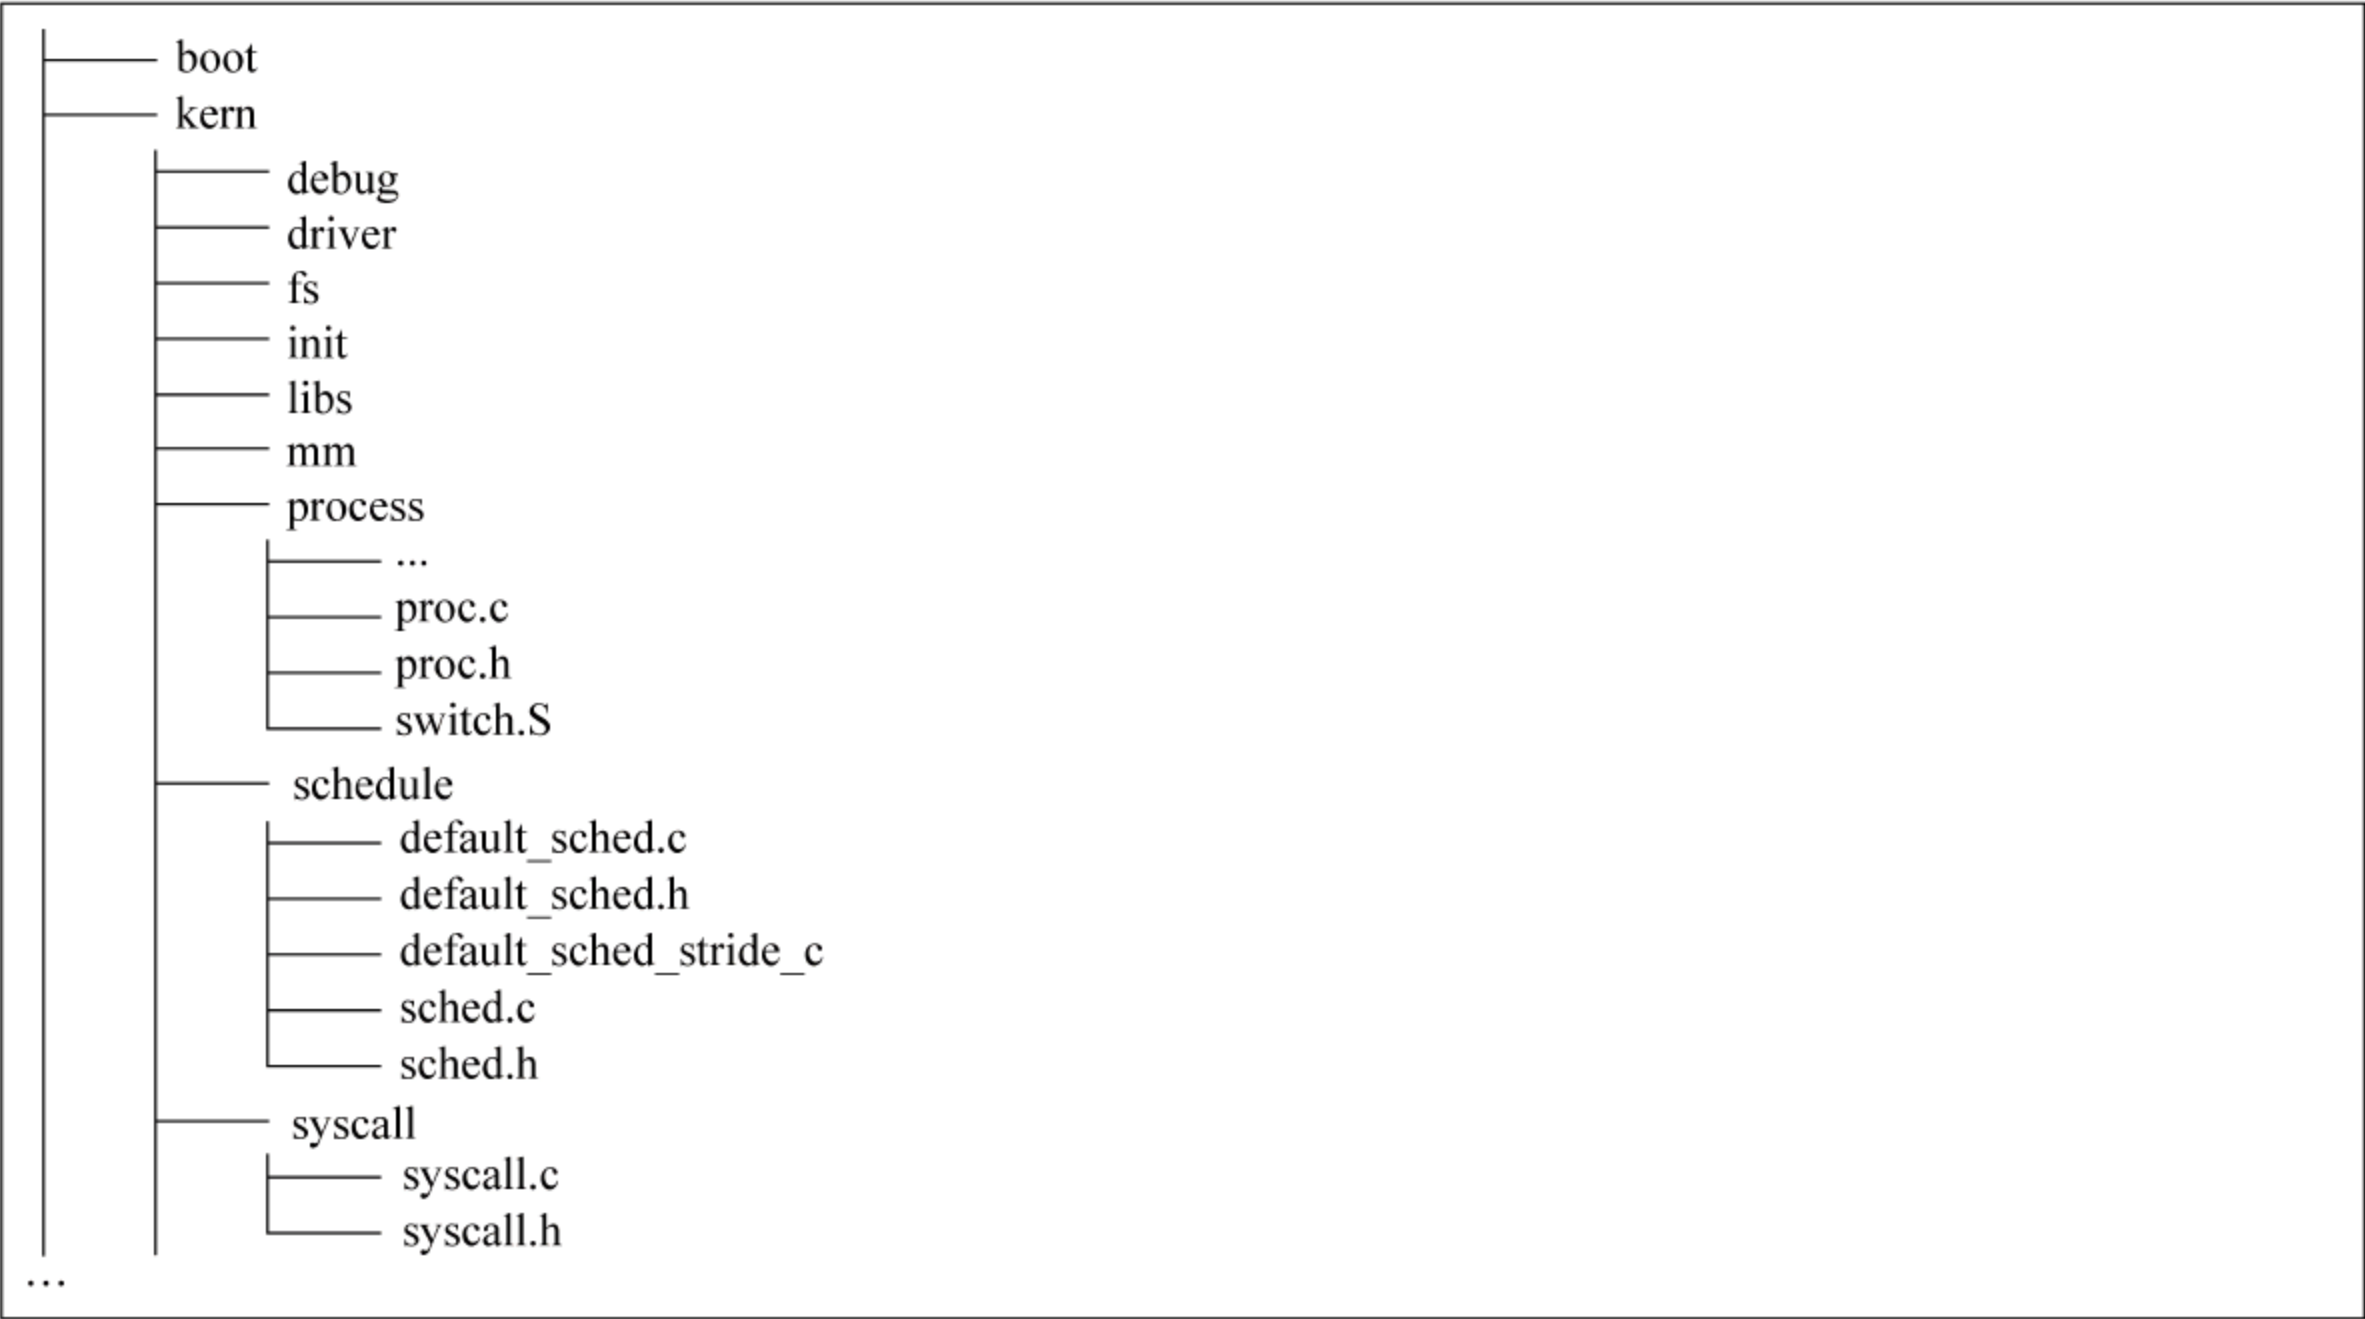 boot
kern
debug
driver
fs
init
libs
mm
process
...
proc.c
proc.h
switch.S
schedule
default_sched.c
default_sched.h
default_sched_stride_c
sched.c
sched.h
syscall
syscall.c
syscall.h
...